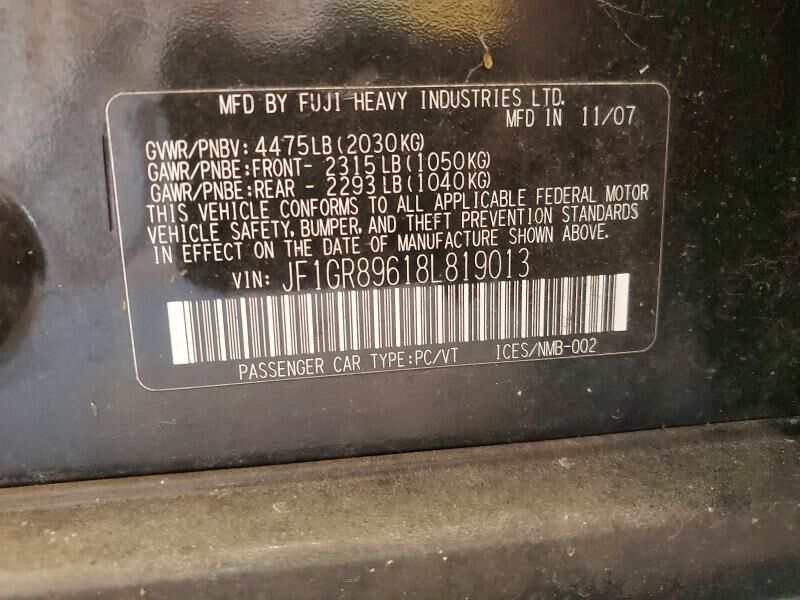 MFD BY FUJI HEAVY INDUSTRIES LTD.
MFD IN 11/07
GVWR/PNBV: 4475LB(2030KG)
GAWR/PNBE:FRONT- 2315LB(1050KG)
GAWR/PNBE:REAR - 2293LB(1040KG)
THIS VEHICLE CONFORMS TO ALL APPLICABLE FEDERAL MOTOR
VEHICLE SAFETY, BUMPER, AND THEFT PREVENTION STANDARDS
IN EFFECT ON THE DATE OF MANUFACTURE SHOWN ABOVE.
VIN: JF1GR89618L819013
PASSENGER CAR TYPE:PC/VT ICES/NMB-002